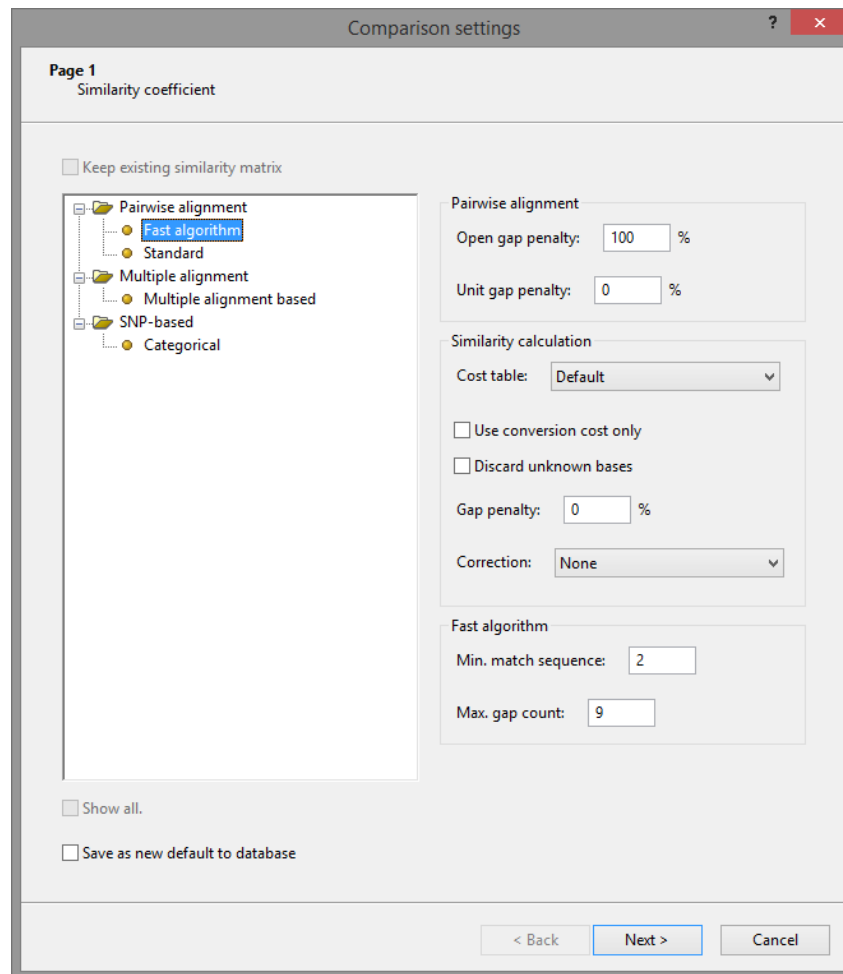 Comparison settings
?
Page 1
Similarity coefficient
Keep existing similarity matrix
Pairwise alignment
Fast algorithm
Standard
Multiple alignment
Multiple alignment based
SNP-based
Categorical
Pairwise alignment
Open gap penalty: 100 %
Unit gap penalty: 0 %
Similarity calculation
Cost table: Default
Use conversion cost only
Discard unknown bases
Gap penalty: 0 %
Correction: None
Fast algorithm
Min. match sequence: 2
Max. gap count: 9
Show all.
Save as new default to database
< Back Next > Cancel